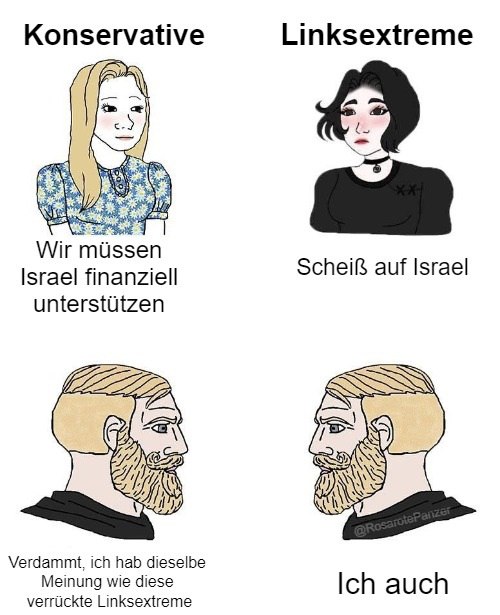 Konservative
Linksextreme
Wir müssen
Israel finanziell
unterstützen
Scheiß auf Israel
@RosarotePanzer
Verdammt, ich hab dieselbe
Meinung wie diese
verrückte Linksextreme
Ich auch